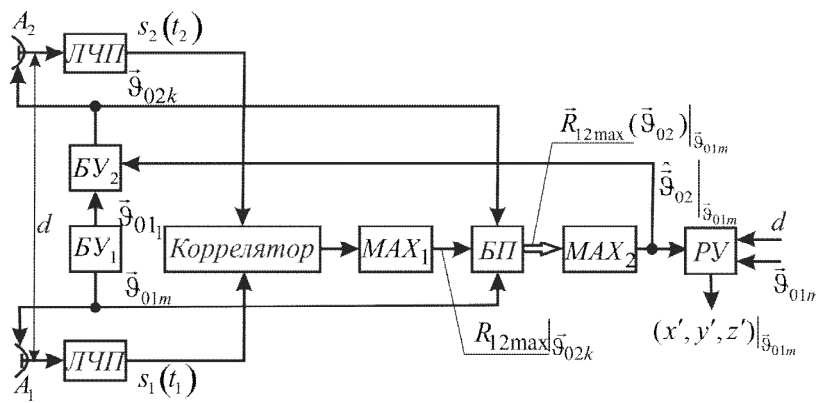 A₂
ЛЧП
s₂(t₂)
ϑ⃗₀₂ₖ
R⃗₁₂max(ϑ⃗₀₂)|ϑ⃗₀₁ₘ
БУ₂
d
ϑ⃗₀₁₁
ϑ̂⃗₀₂|ϑ⃗₀₁ₘ
БУ₁
Коррелятор
MAX₁
БП
MAX₂
РУ
d
ϑ⃗₀₁ₘ
ϑ⃗₀₁ₘ
R₁₂max|ϑ⃗₀₂ₖ
(x′, y′, z′)|ϑ⃗₀₁ₘ
ЛЧП
A₁
s₁(t₁)